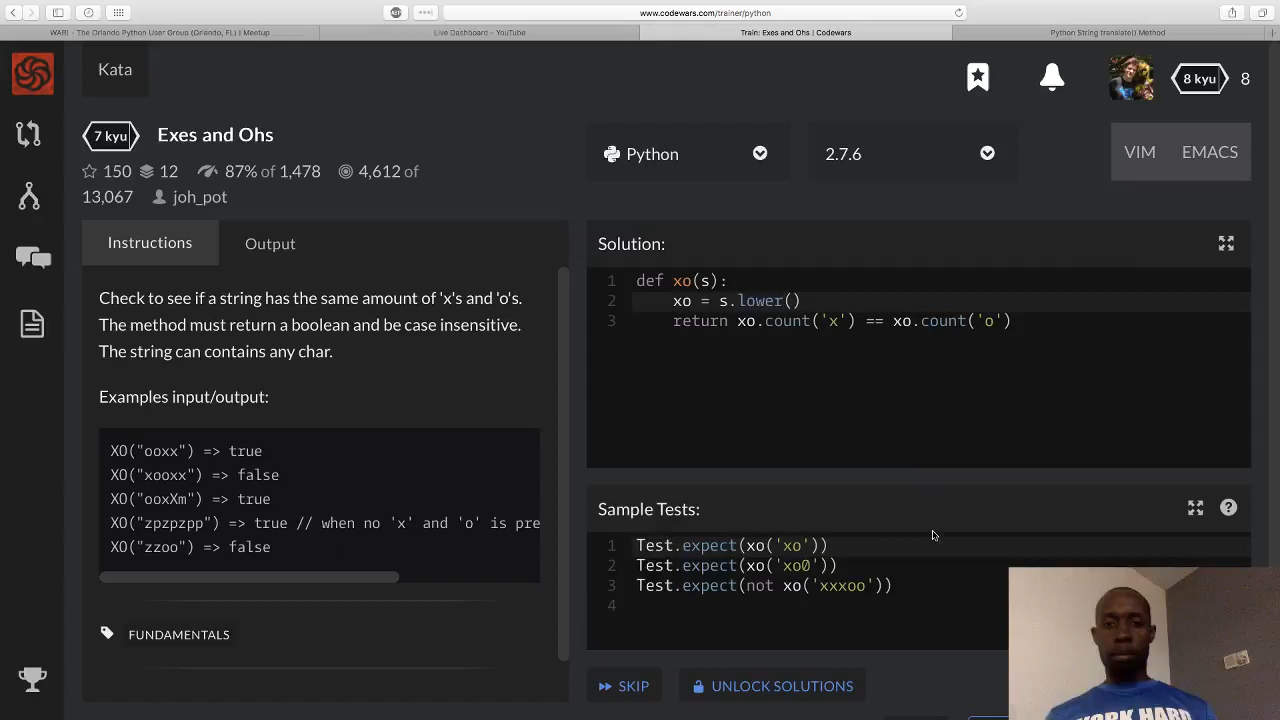 www.codewars.com/trainer/python
WAR! - The Orlando Python User Group (Orlando, FL) | Meetup
Live Dashboard - YouTube
Train: Exes and Ohs | Codewars
Python String translate() Method
Kata
8 kyu 8
7 kyu Exes and Ohs
150 12 87% of 1,478 4,612 of
13,067 joh_pot
Python
2.7.6
VIM EMACS
Instructions Output
Check to see if a string has the same amount of 'x's and 'o's.
The method must return a boolean and be case insensitive.
The string can contains any char.
Examples input/output:
XO("ooxx") => true
XO("xooxx") => false
XO("ooxXm") => true
XO("zpzpzpp") => true // when no 'x' and 'o' is pre
XO("zzoo") => false
FUNDAMENTALS
Solution:
1 def xo(s):
2 xo = s.lower()
3 return xo.count('x') == xo.count('o')
Sample Tests:
1 Test.expect(xo('xo'))
2 Test.expect(xo('xo0'))
3 Test.expect(not xo('xxxoo'))
4
SKIP UNLOCK SOLUTIONS
WORK HARD